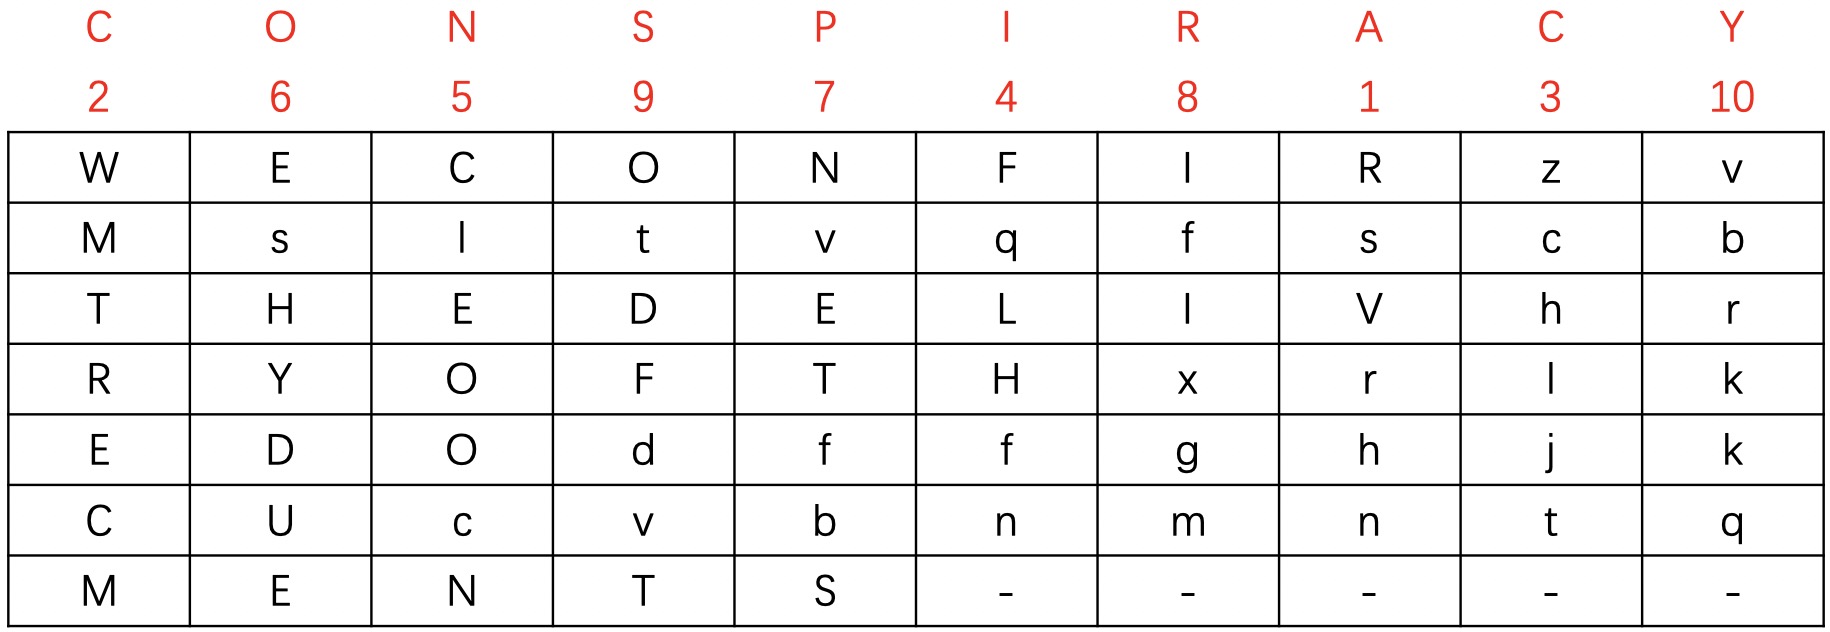 C O N S P I R A C Y
2 6 5 9 7 4 8 1 3 10
W E C O N F I R z v
M s l t v q f s c b
T H E D E L I V h r
R Y O F T H x r l k
E D O d f f g h j k
C U c v b n m n t q
M E N T S - - - - -